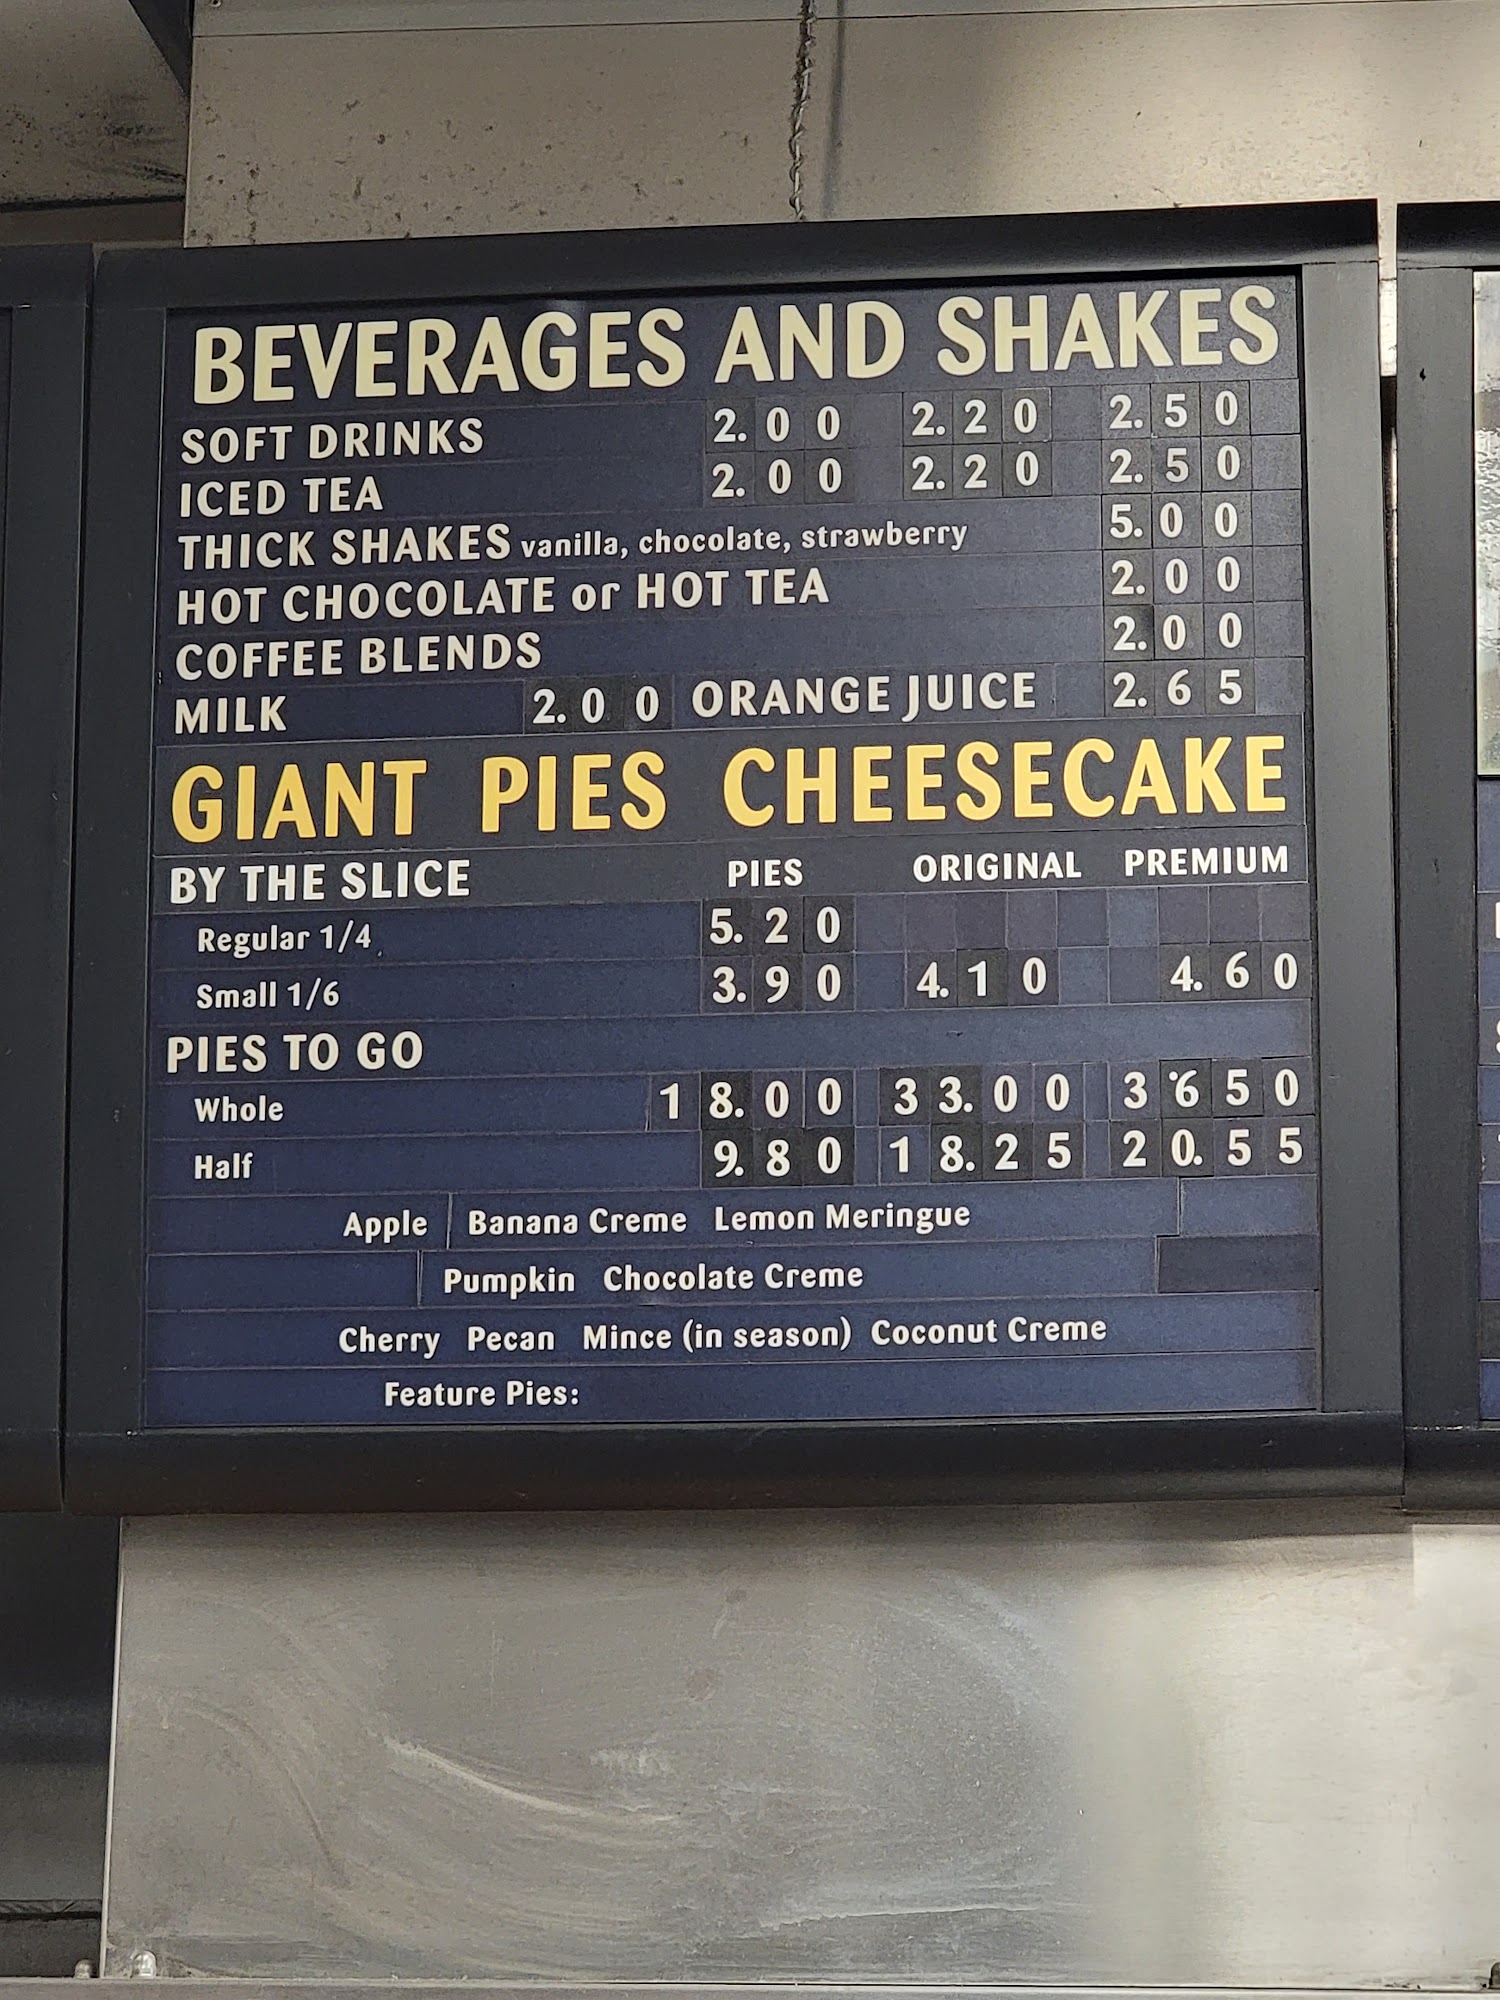 BEVERAGES AND SHAKES
SOFT DRINKS 2.00 2.20 2.50
ICED TEA 2.00 2.20 2.50
THICK SHAKES vanilla, chocolate, strawberry 5.00
HOT CHOCOLATE or HOT TEA 2.00
COFFEE BLENDS 2.00
MILK 2.00 ORANGE JUICE 2.65
GIANT PIES CHEESECAKE
BY THE SLICE PIES ORIGINAL PREMIUM
Regular 1/4 5.20
Small 1/6 3.90 4.10 4.60
PIES TO GO
Whole 18.00 33.00 3˙650
Half 9.80 18.25 20.55
Apple Banana Creme Lemon Meringue
Pumpkin Chocolate Creme
Cherry Pecan Mince (in season) Coconut Creme
Feature Pies: